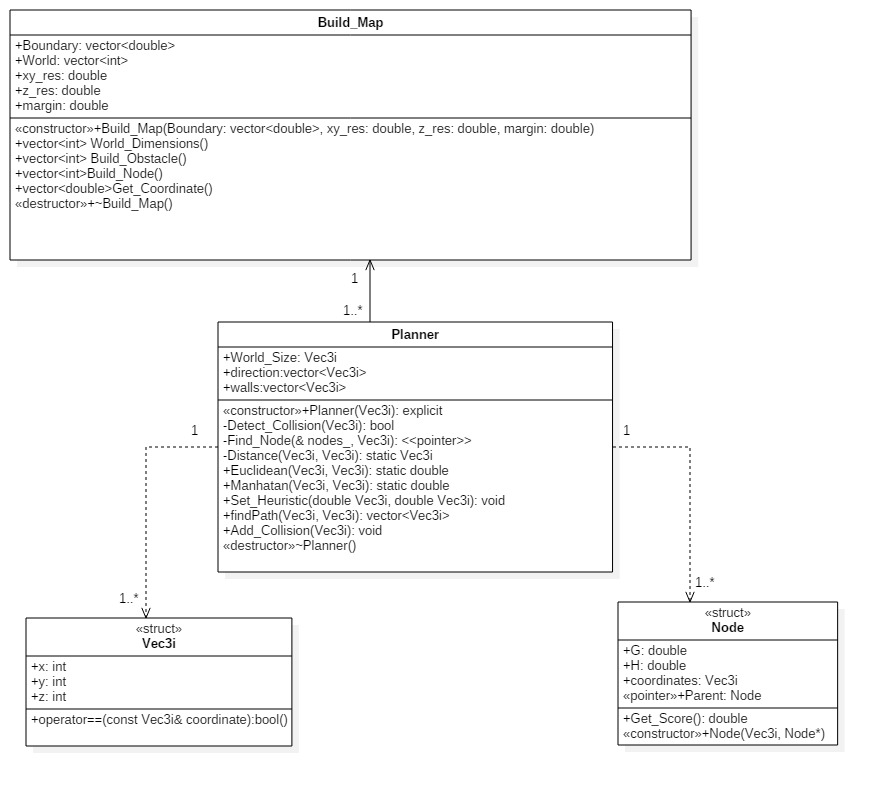 Build_Map
+Boundary: vector<double>
+World: vector<int>
+xy_res: double
+z_res: double
+margin: double
«constructor»+Build_Map(Boundary: vector<double>, xy_res: double, z_res: double, margin: double)
+vector<int> World_Dimensions()
+vector<int> Build_Obstacle()
+vector<int>Build_Node()
+vector<double>Get_Coordinate()
«destructor»+~Build_Map()
1
1..*
Planner
+World_Size: Vec3i
+direction:vector<Vec3i>
+walls:vector<Vec3i>
«constructor»+Planner(Vec3i): explicit
-Detect_Collision(Vec3i): bool
-Find_Node(& nodes_, Vec3i): <<pointer>>
-Distance(Vec3i, Vec3i): static Vec3i
+Euclidean(Vec3i, Vec3i): static double
+Manhatan(Vec3i, Vec3i): static double
+Set_Heuristic(double Vec3i, double Vec3i): void
+findPath(Vec3i, Vec3i): vector<Vec3i>
+Add_Collision(Vec3i): void
«destructor»~Planner()
1
1
1..*
1..*
«struct»
Vec3i
+x: int
+y: int
+z: int
+operator==(const Vec3i& coordinate):bool()
«struct»
Node
+G: double
+H: double
+coordinates: Vec3i
«pointer»+Parent: Node
+Get_Score(): double
«constructor»+Node(Vec3i, Node*)